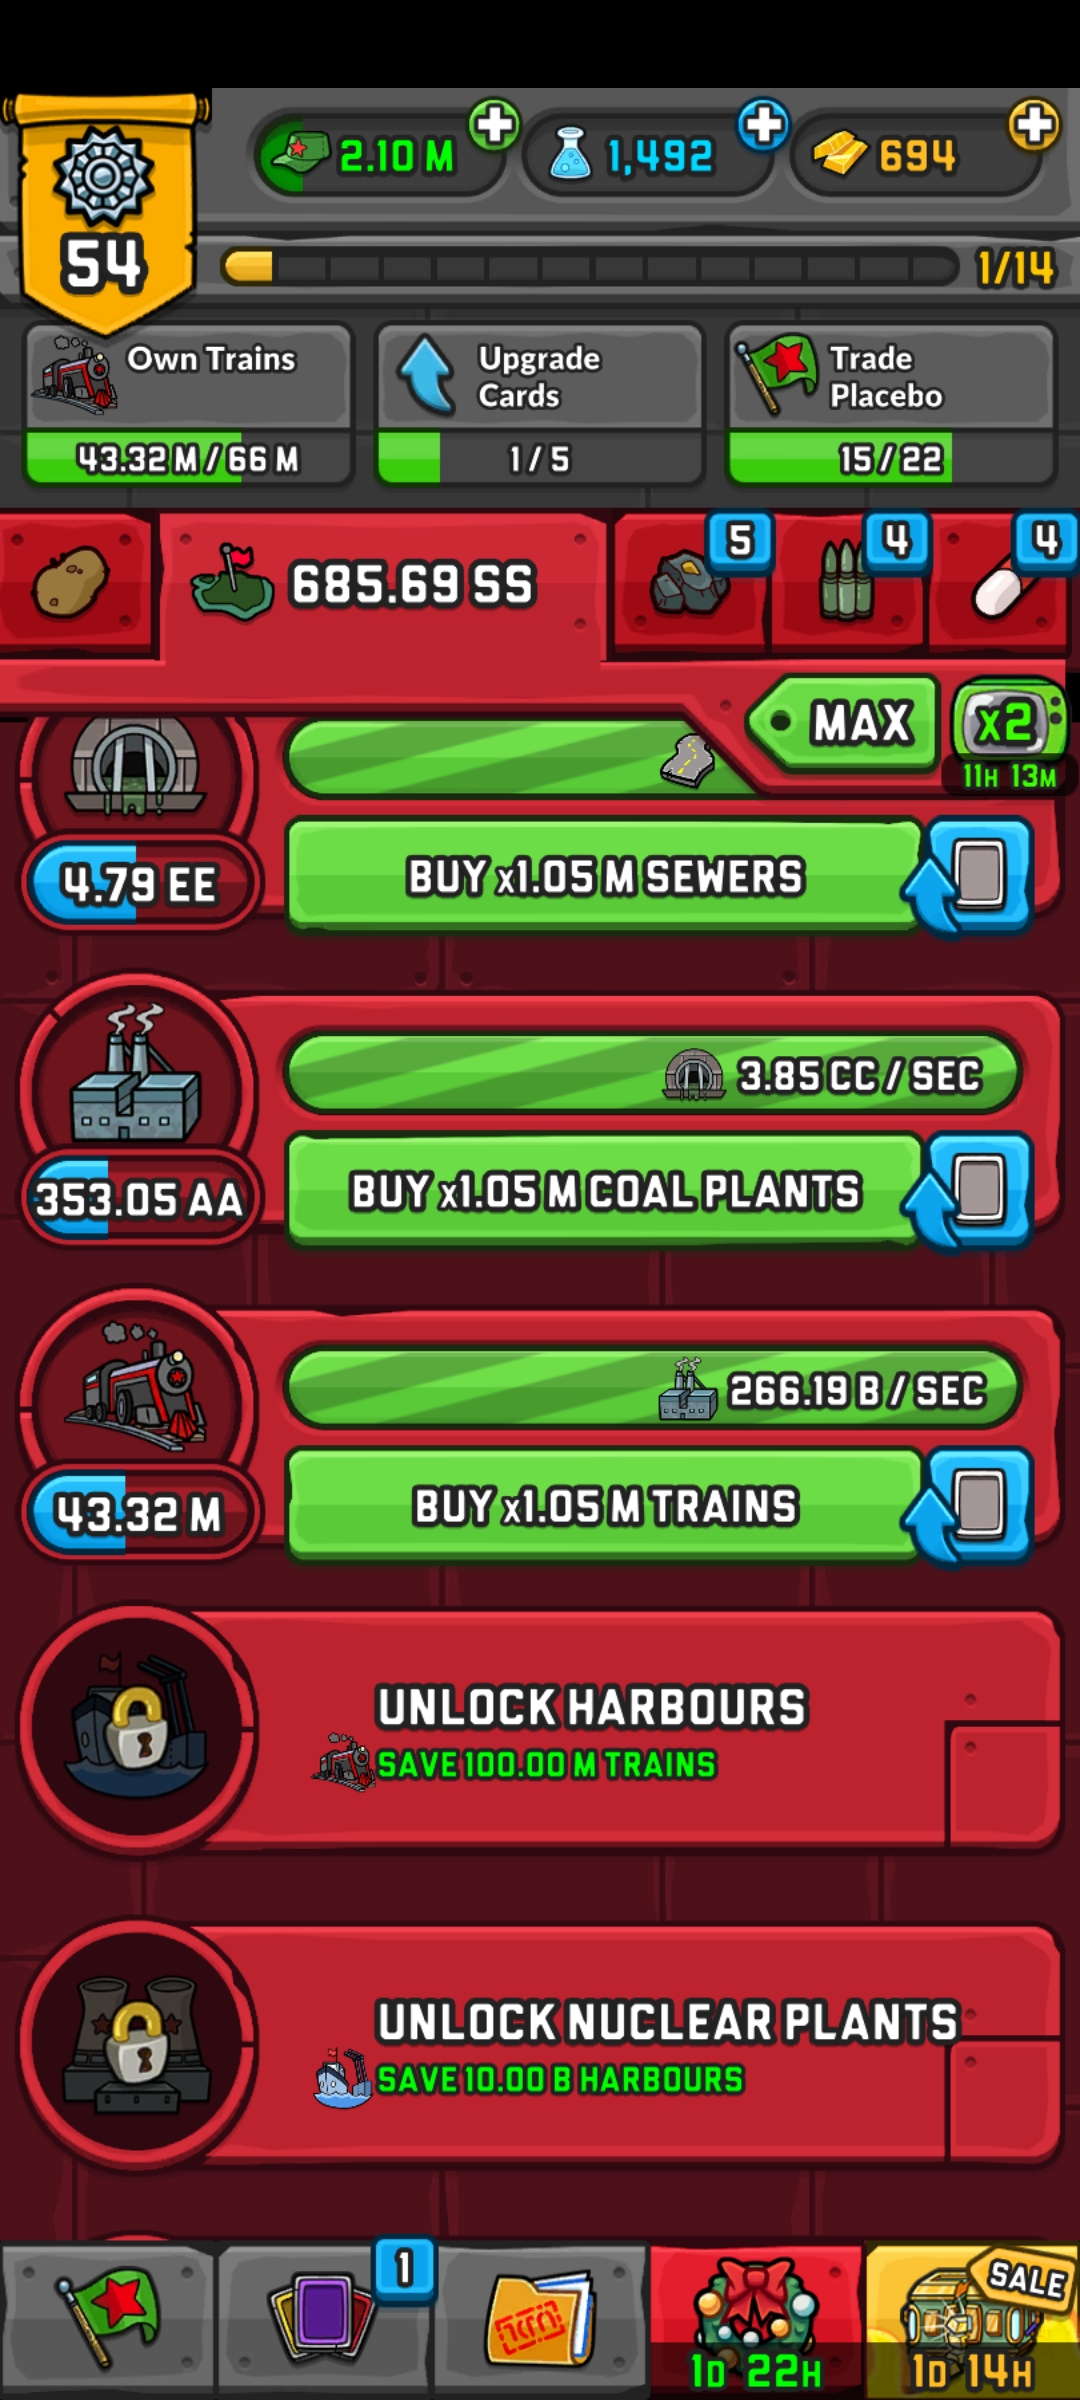 54
2.10 M
1,492
694
1/14
Own Trains
43.32 M / 66 M
Upgrade
Cards
1 / 5
Trade
Placebo
15 / 22
685.69 SS
5
4
4
MAX
X2
11H 13M
4.79 EE
BUY x1.05 M SEWERS
3.85 CC / SEC
353.05 AA
BUY x1.05 M COAL PLANTS
266.19 B / SEC
43.32 M
BUY x1.05 M TRAINS
UNLOCK HARBOURS
SAVE 100.00 M TRAINS
UNLOCK NUCLEAR PLANTS
SAVE 10.00 B HARBOURS
1
SALE
1D 22H
1D 14H